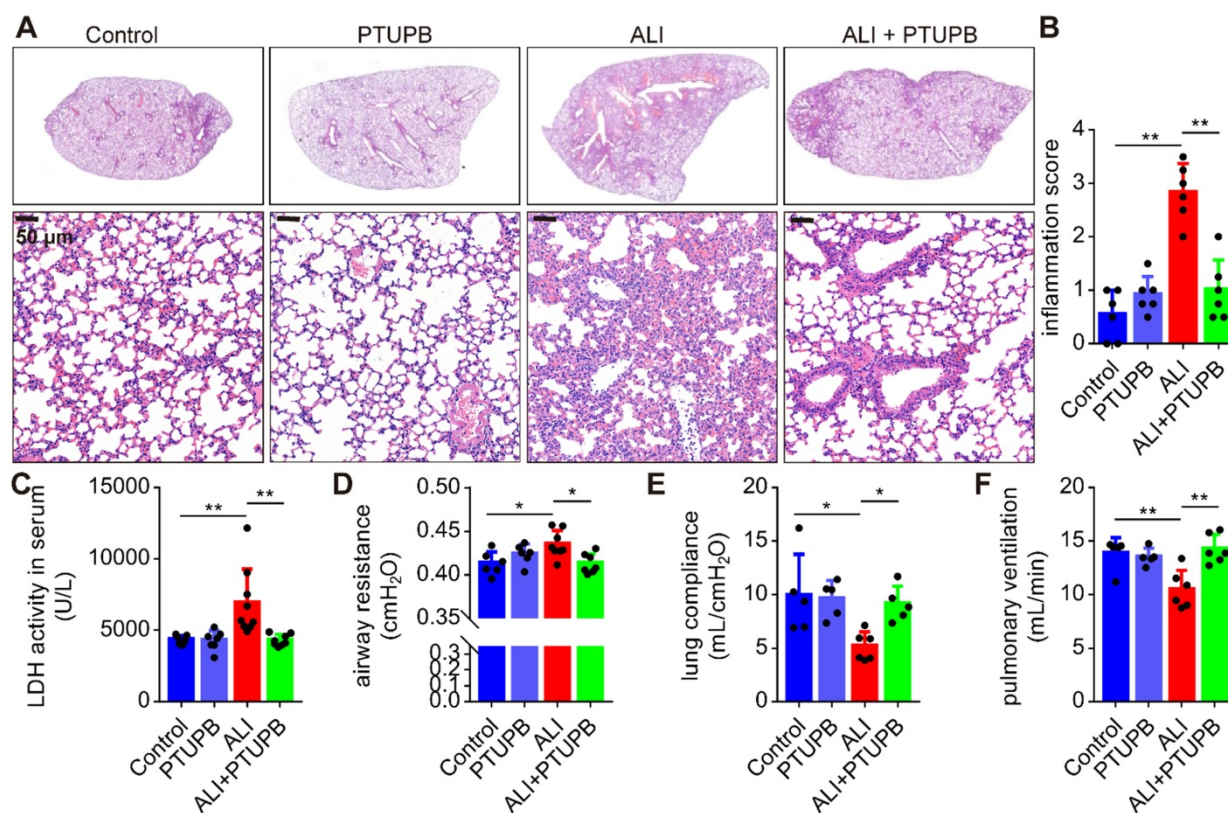 A
Control
PTUPB
ALI
ALI + PTUPB
50 μm
B
inflammation score
4
3
2
1
0
**
**
Control
PTUPB
ALI
ALI+PTUPB
C
LDH activity in serum
(U/L)
15000
10000
5000
0
**
**
Control
PTUPB
ALI
ALI+PTUPB
D
airway resistance
(cmH₂O)
0.50
0.45
0.40
0.35
0.3
0.2
0.1
0.0
*
*
Control
PTUPB
ALI
ALI+PTUPB
E
lung compliance
(mL/cmH₂O)
20
15
10
5
0
*
*
Control
PTUPB
ALI
ALI+PTUPB
F
pulmonary ventilation
(mL/min)
20
15
10
5
0
**
**
Control
PTUPB
ALI
ALI+PTUPB